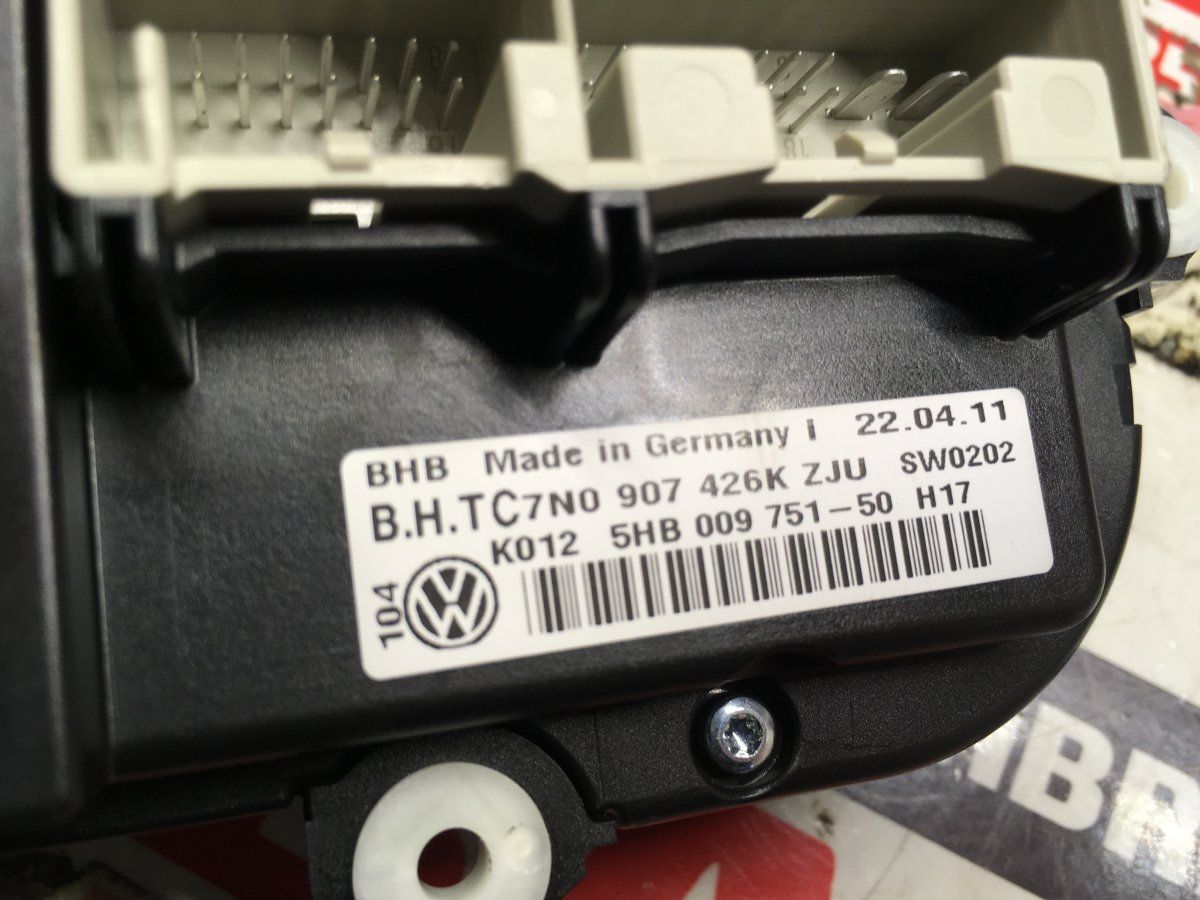 BHB Made in Germany I 22.04.11
B.H.TC7N0 907 426K ZJU SW0202
K012 5HB 009 751-50 H17
104